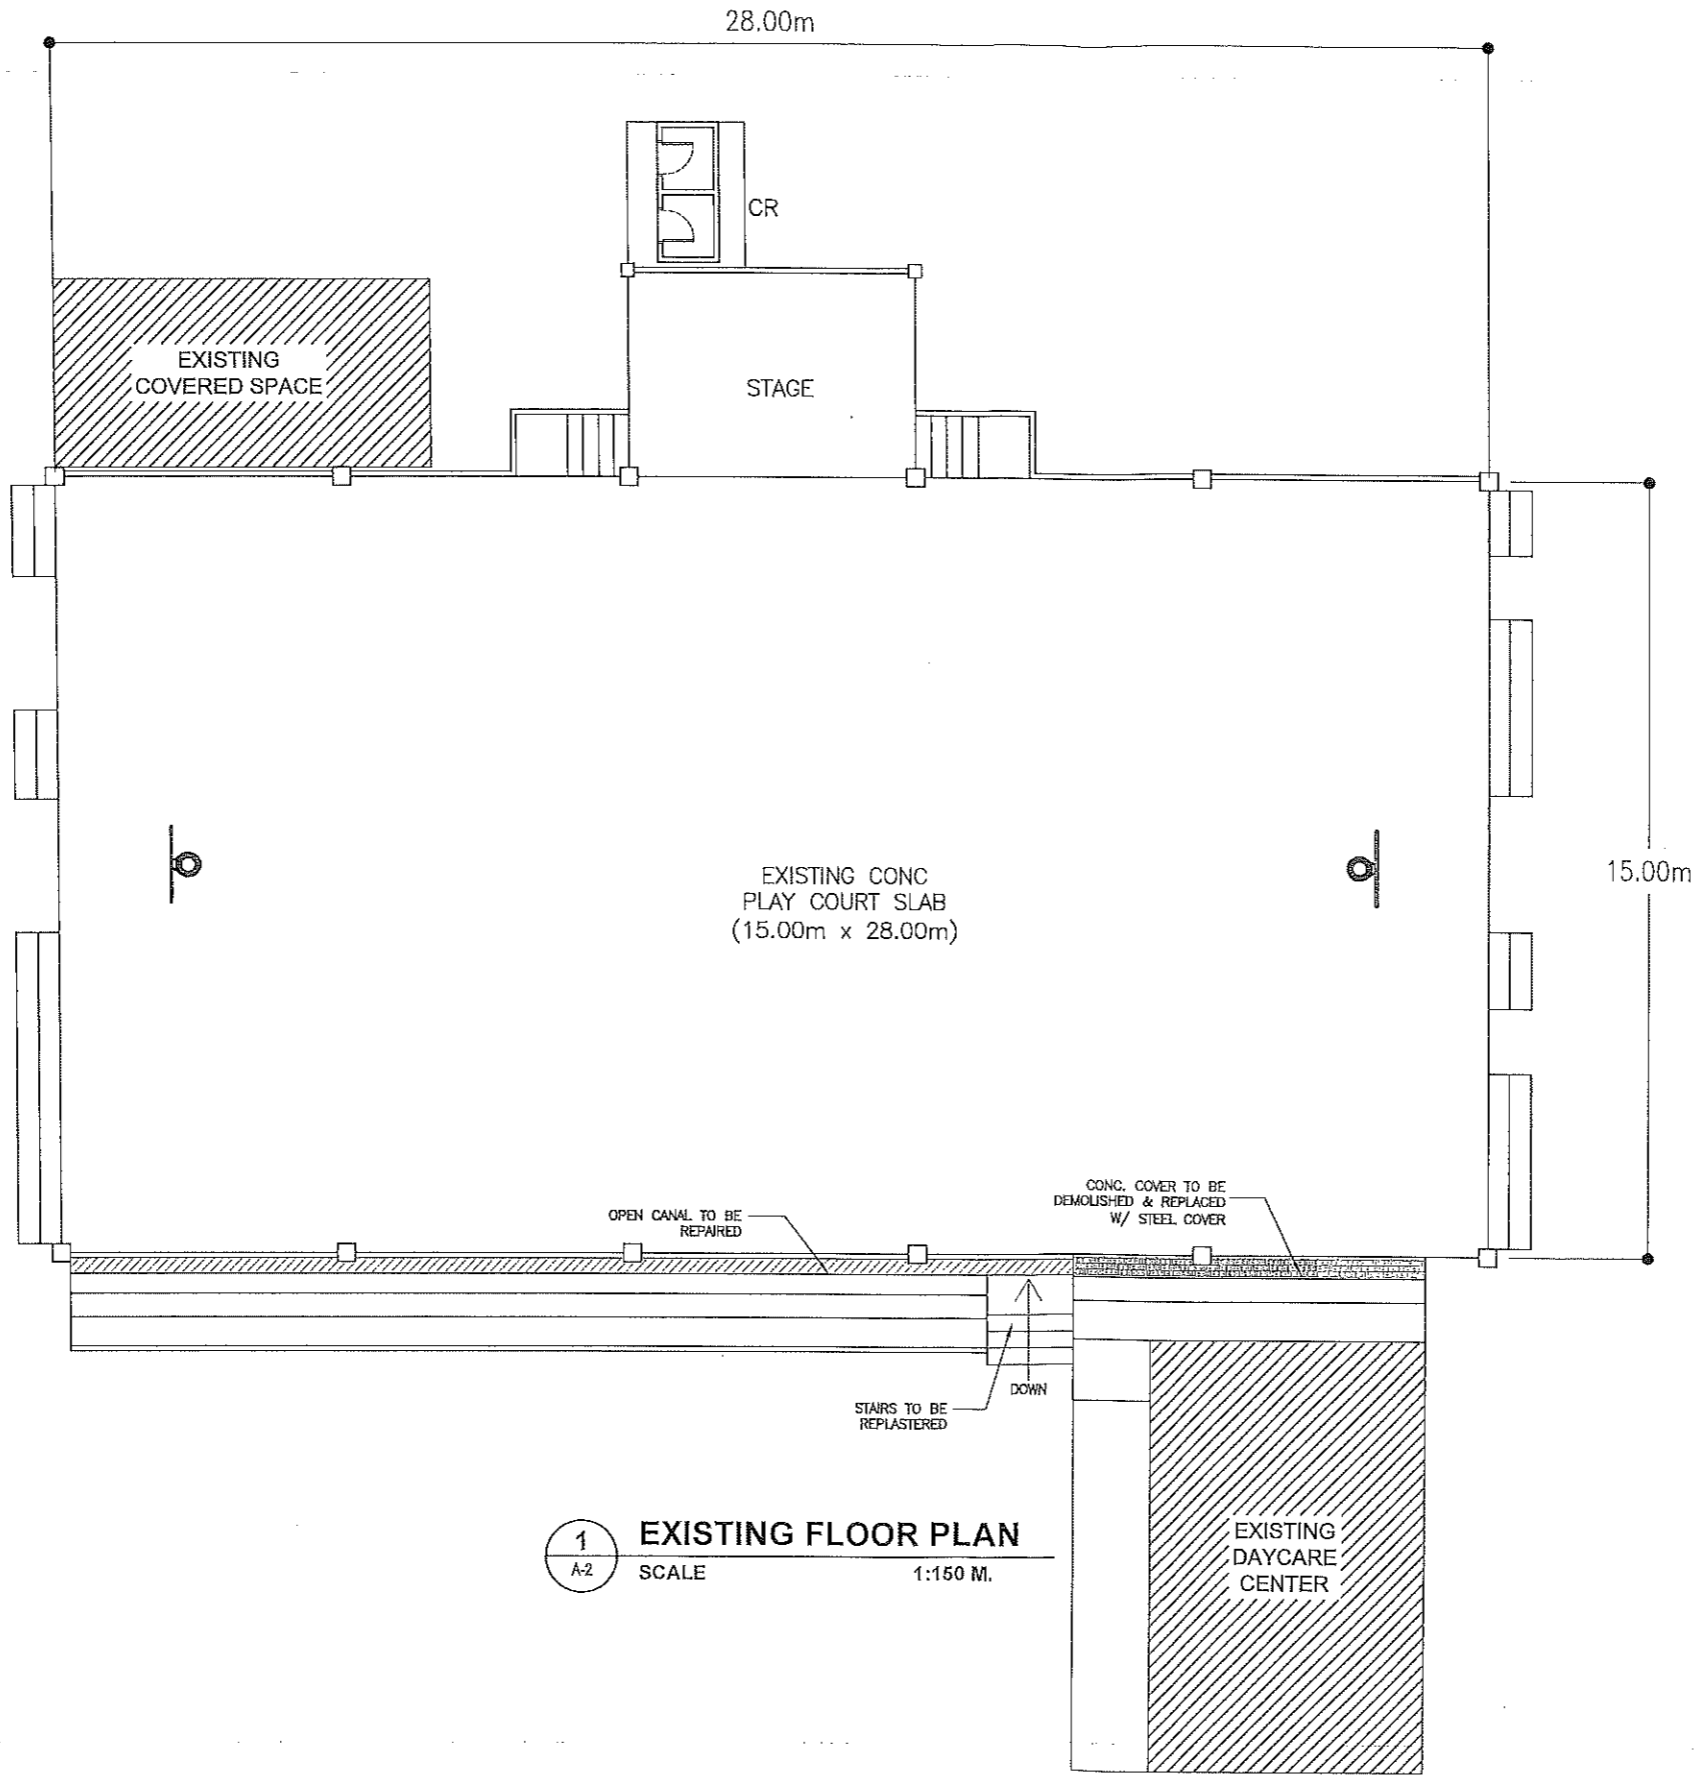 28.00m
CR
EXISTING
COVERED SPACE
STAGE
15.00m
EXISTING CONC
PLAY COURT SLAB
(15.00m x 28.00m)
CONC. COVER TO BE
DEMOLISHED & REPLACED
W/ STEEL COVER
OPEN CANAL TO BE
REPAIRED
DOWN
STAIRS TO BE
REPLASTERED
1
A-2
EXISTING FLOOR PLAN
SCALE 1:150 M.
EXISTING
DAYCARE
CENTER